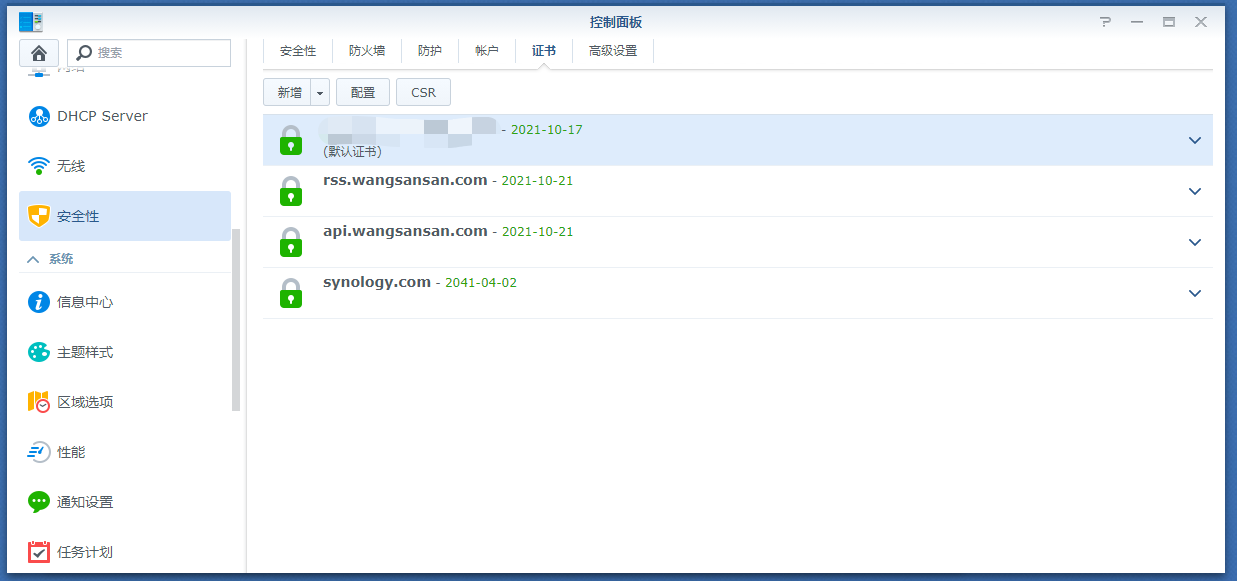 控制面板
搜索
DHCP Server
无线
安全性
系统
信息中心
主题样式
区域选项
性能
通知设置
任务计划
安全性 防火墙 防护 帐户 证书 高级设置
新增 配置 CSR
- 2021-10-17
(默认证书)
rss.wangsansan.com - 2021-10-21
api.wangsansan.com - 2021-10-21
synology.com - 2041-04-02